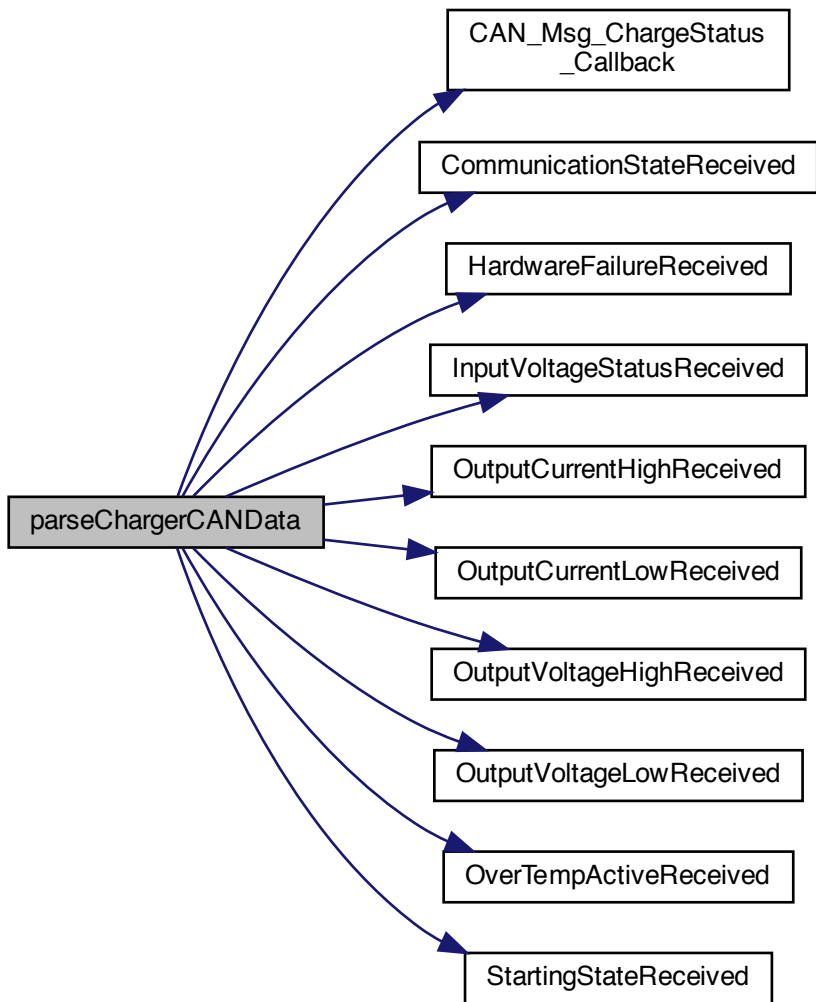 CAN_Msg_ChargeStatus
_Callback
CommunicationStateReceived
HardwareFailureReceived
InputVoltageStatusReceived
OutputCurrentHighReceived
parseChargerCANData
OutputCurrentLowReceived
OutputVoltageHighReceived
OutputVoltageLowReceived
OverTempActiveReceived
StartingStateReceived